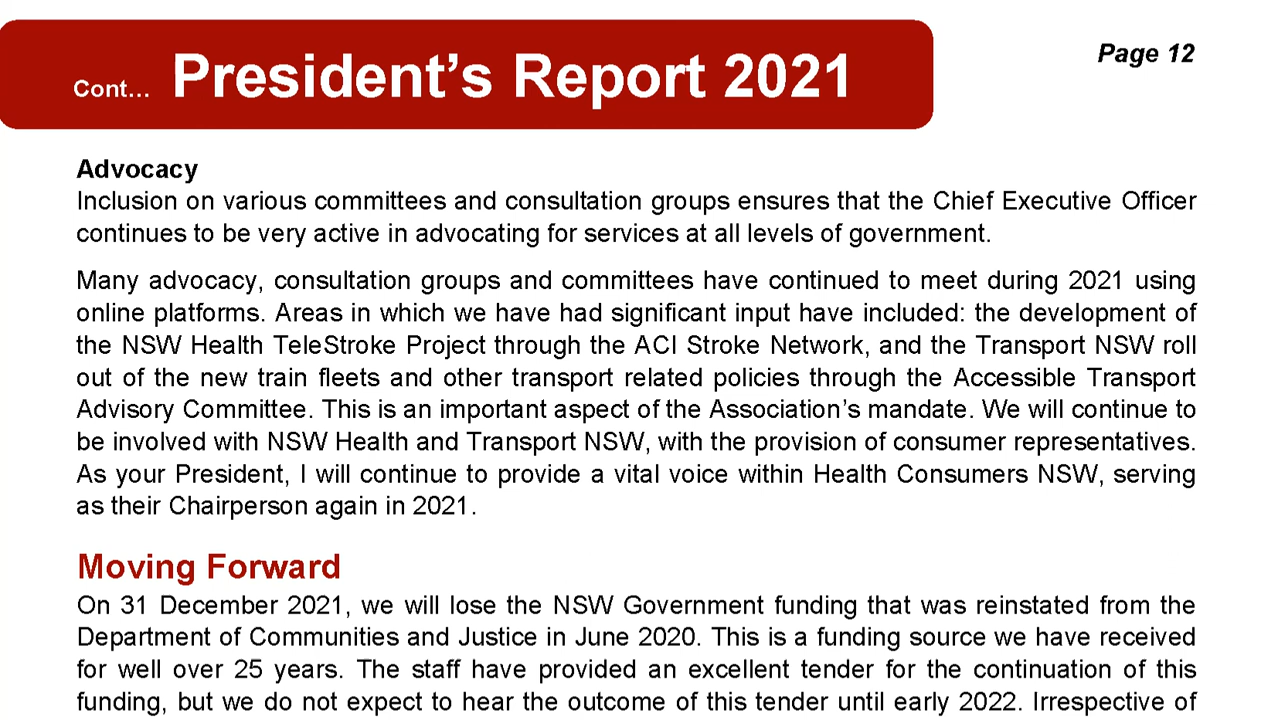 Page 12
Cont... President's Report 2021
Advocacy
Inclusion on various committees and consultation groups ensures that the Chief Executive Officer
continues to be very active in advocating for services at all levels of government.
Many advocacy, consultation groups and committees have continued to meet during 2021 using
online platforms. Areas in which we have had significant input have included: the development of
the NSW Health TeleStroke Project through the ACI Stroke Network, and the Transport NSW roll
out of the new train fleets and other transport related policies through the Accessible Transport
Advisory Committee. This is an important aspect of the Association's mandate. We will continue to
be involved with NSW Health and Transport NSW, with the provision of consumer representatives.
As your President, I will continue to provide a vital voice within Health Consumers NSW, serving
as their Chairperson again in 2021.
Moving Forward
On 31 December 2021, we will lose the NSW Government funding that was reinstated from the
Department of Communities and Justice in June 2020. This is a funding source we have received
for well over 25 years. The staff have provided an excellent tender for the continuation of this
funding, but we do not expect to hear the outcome of this tender until early 2022. Irrespective of